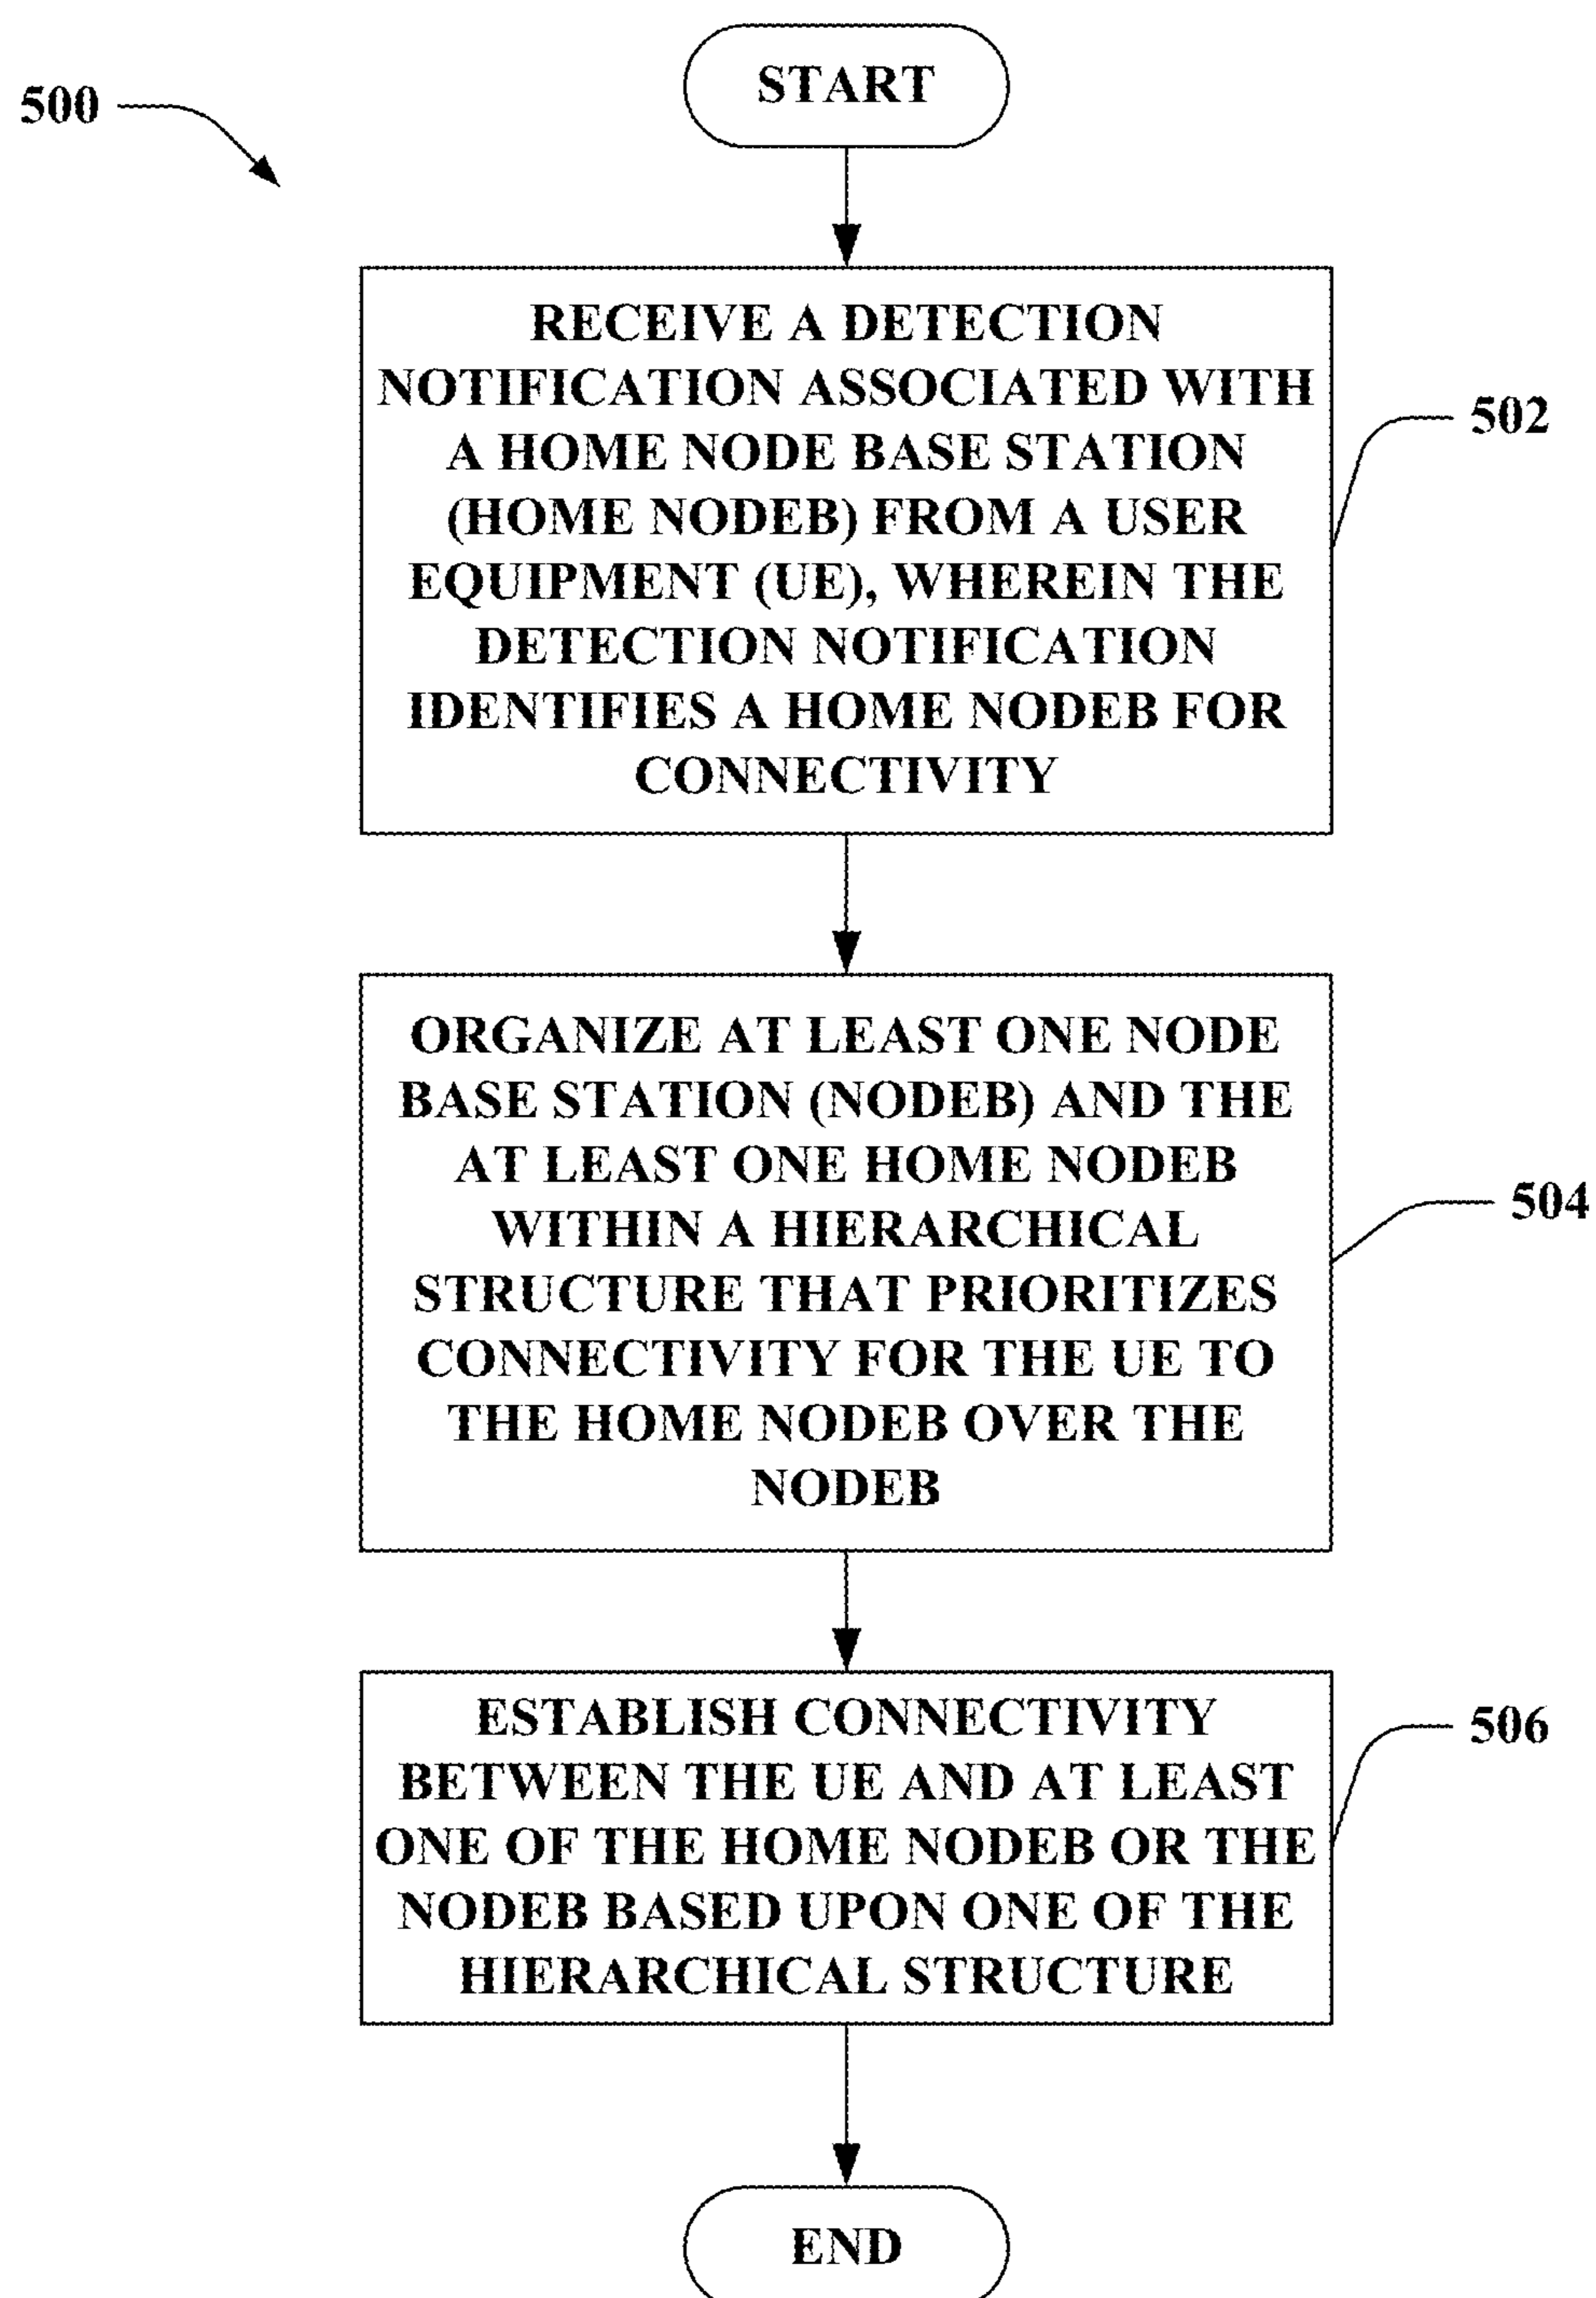 START
500
RECEIVE A DETECTION
NOTIFICATION ASSOCIATED WITH
A HOME NODE BASE STATION
(HOME NODEB) FROM A USER
EQUIPMENT (UE), WHEREIN THE
DETECTION NOTIFICATION
IDENTIFIES A HOME NODEB FOR
CONNECTIVITY
502
ORGANIZE AT LEAST ONE NODE
BASE STATION (NODEB) AND THE
AT LEAST ONE HOME NODEB
WITHIN A HIERARCHICAL
STRUCTURE THAT PRIORITIZES
CONNECTIVITY FOR THE UE TO
THE HOME NODEB OVER THE
NODEB
504
ESTABLISH CONNECTIVITY
BETWEEN THE UE AND AT LEAST
ONE OF THE HOME NODEB OR THE
NODEB BASED UPON ONE OF THE
HIERARCHICAL STRUCTURE
506
END